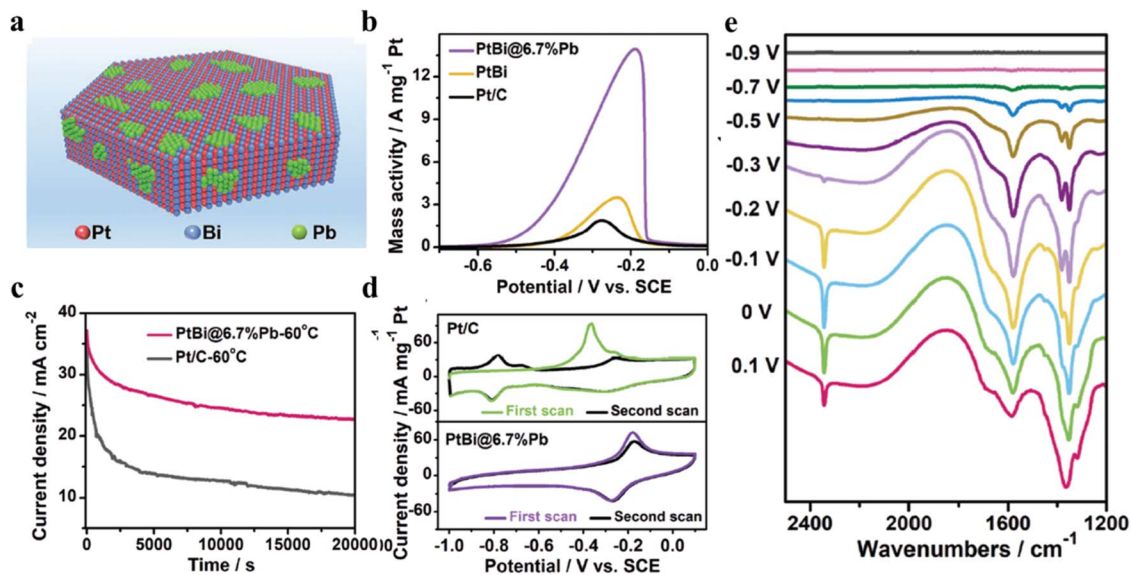 a
Pt Bi Pb
b
Mass activity / A mg⁻¹ Pt
12
9
6
3
0
PtBi@6.7%Pb
PtBi
Pt/C
-0.6 -0.4 -0.2 0.0
Potential / V vs. SCE
c
Current density / mA cm⁻²
40
30
20
10
PtBi@6.7%Pb-60°C
Pt/C-60°C
0 5000 10000 15000 20000
Time / s
d
Current density / mA mg⁻¹ Pt
Pt/C
60
0
-60
First scan Second scan
PtBi@6.7%Pb
60
0
-60
First scan Second scan
-1.0 -0.8 -0.6 -0.4 -0.2 0.0
Potential / V vs. SCE
e
-0.9 V
-0.7 V
-0.5 V
-0.3 V
-0.2 V
-0.1 V
0 V
0.1 V
2400 2000 1600 1200
Wavenumbers / cm⁻¹